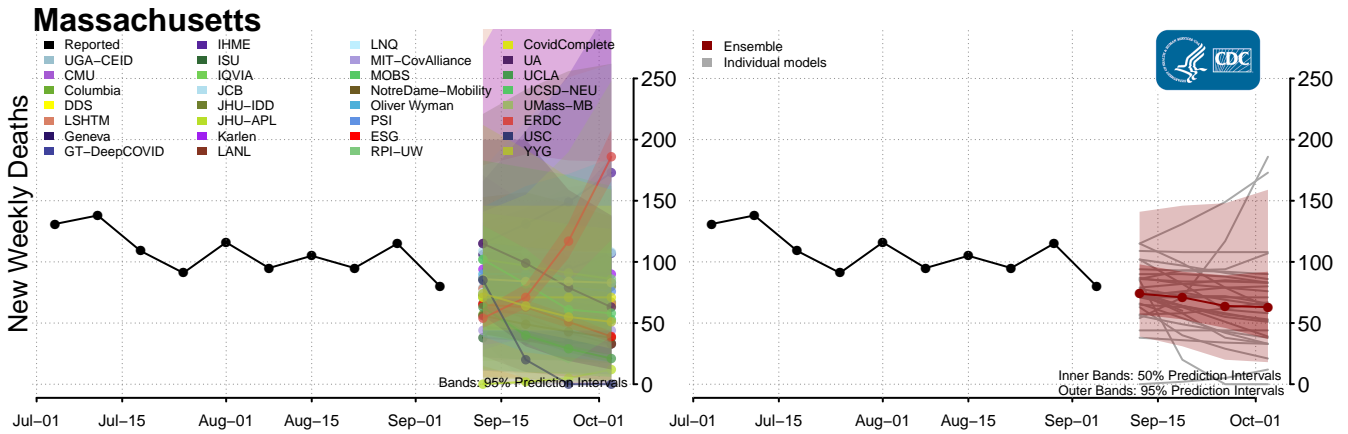 Massachusetts
Reported IHME LNQ CovidComplete
UGA−CEID ISU MIT−CovAlliance UA
CMU IQVIA MOBS UCLA
Columbia JCB NotreDame−Mobility UCSD−NEU
DDS JHU−IDD Oliver Wyman UMass−MB
LSHTM JHU−APL PSI ERDC
Geneva Karlen ESG USC
GT−DeepCOVID LANL RPI−UW YYG
New Weekly Deaths
250
200
150
100
50
0
Bands: 95% Prediction Intervals
Jul−01 Jul−15 Aug−01 Aug−15 Sep−01 Sep−15 Oct−01
Ensemble
Individual models
CDC
250
200
150
100
50
0
Inner Bands: 50% Prediction Intervals
Outer Bands: 95% Prediction Intervals
Jul−01 Jul−15 Aug−01 Aug−15 Sep−01 Sep−15 Oct−01